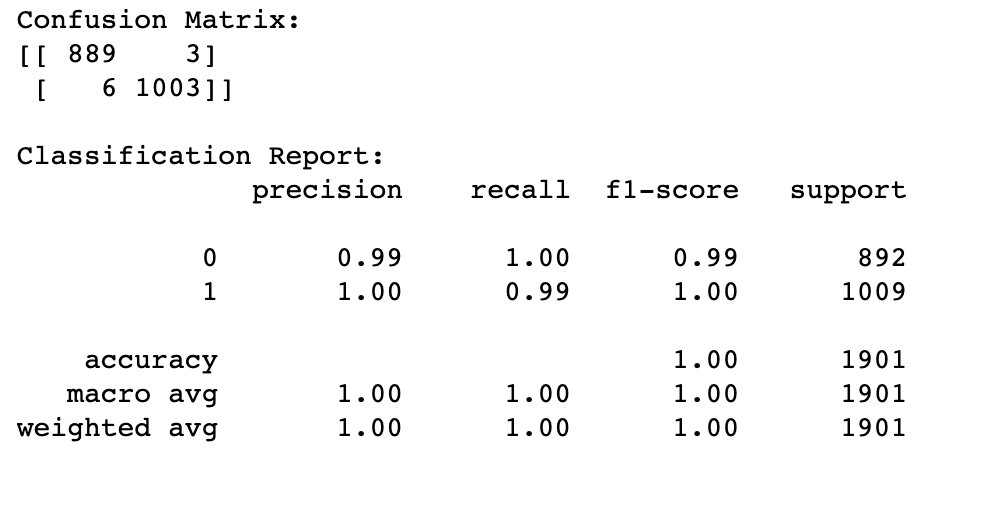 Confusion Matrix:
[[ 889    3]
 [   6 1003]]
Classification Report:
              precision    recall  f1-score   support
           0       0.99      1.00      0.99       892
           1       1.00      0.99      1.00      1009
    accuracy                           1.00      1901
   macro avg       1.00      1.00      1.00      1901
weighted avg       1.00      1.00      1.00      1901